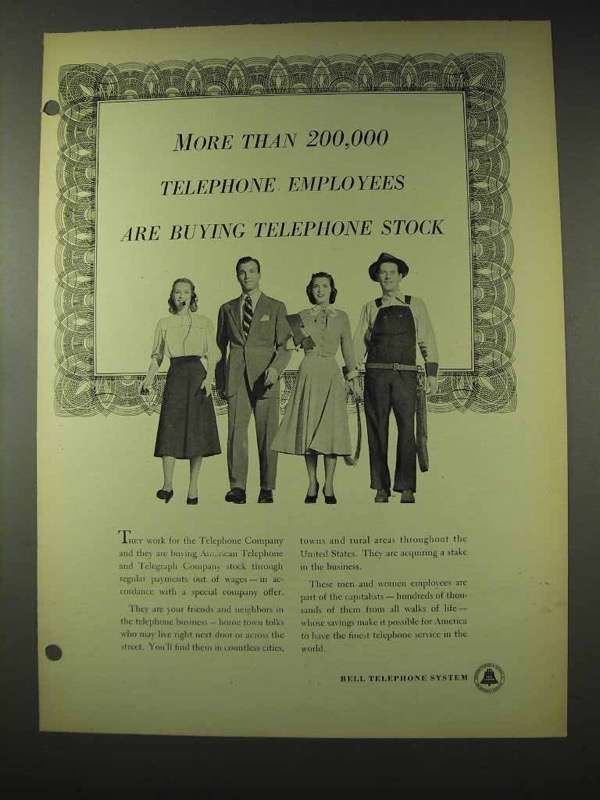 MORE THAN 200,000
TELEPHONE EMPLOYEES
ARE BUYING TELEPHONE STOCK
THEY work for the Telephone Company
and they are buying American Telephone
and Telegraph Company stock through
regular payments out of wages—in ac-
cordance with a special company offer.
They are your friends and neighbors in
the telephone business—home town folks
who may live right next door or across the
street. You'll find them in countless cities,
towns and rural areas throughout the
United States. They are acquiring a stake
in the business.
These men and women employees are
part of the capitalists—hundreds of thou-
sands of them from all walks of life—
whose savings make it possible for America
to have the finest telephone service in the
world.
BELL TELEPHONE SYSTEM